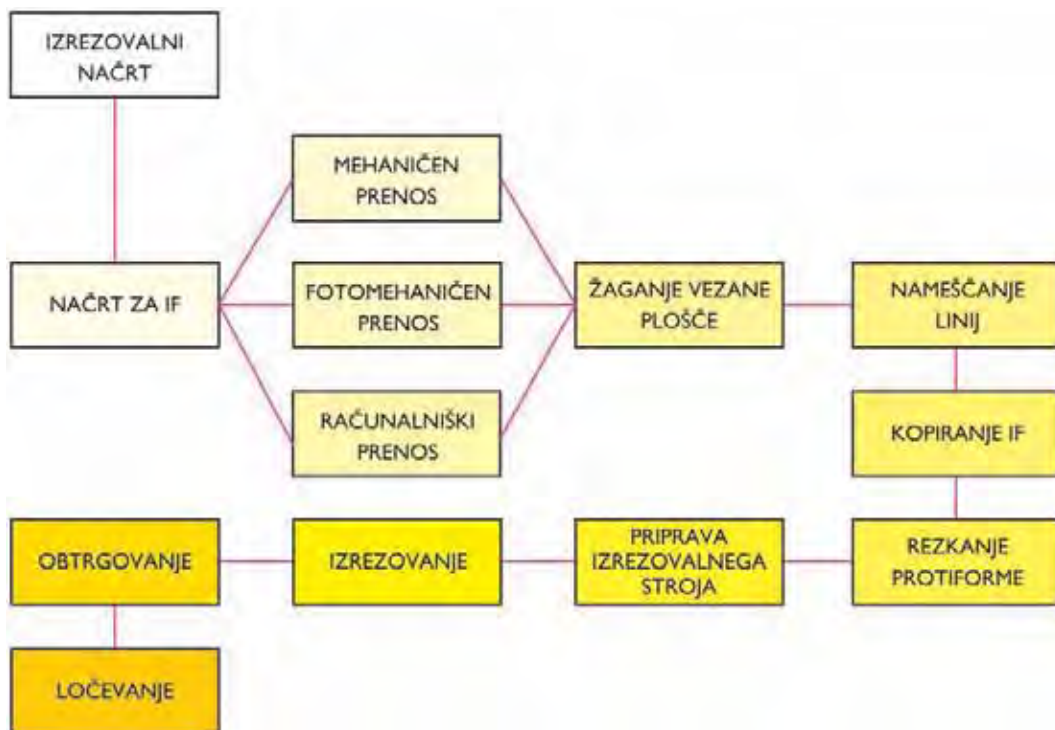 IZREZOVALNI
NAČRT
MEHANIČEN
PRENOS
NAČRT ZA IF
FOTOMEHANIČEN
PRENOS
ŽAGANJE VEZANE
PLOŠČE
NAMEŠČANJE
LINIJ
RAČUNALNIŠKI
PRENOS
KOPIRANJE IF
OBTRGOVANJE
IZREZOVANJE
PRIPRAVA
IZREZOVALNEGA
STROJA
REZKANJE
PROTIFORME
LOČEVANJE